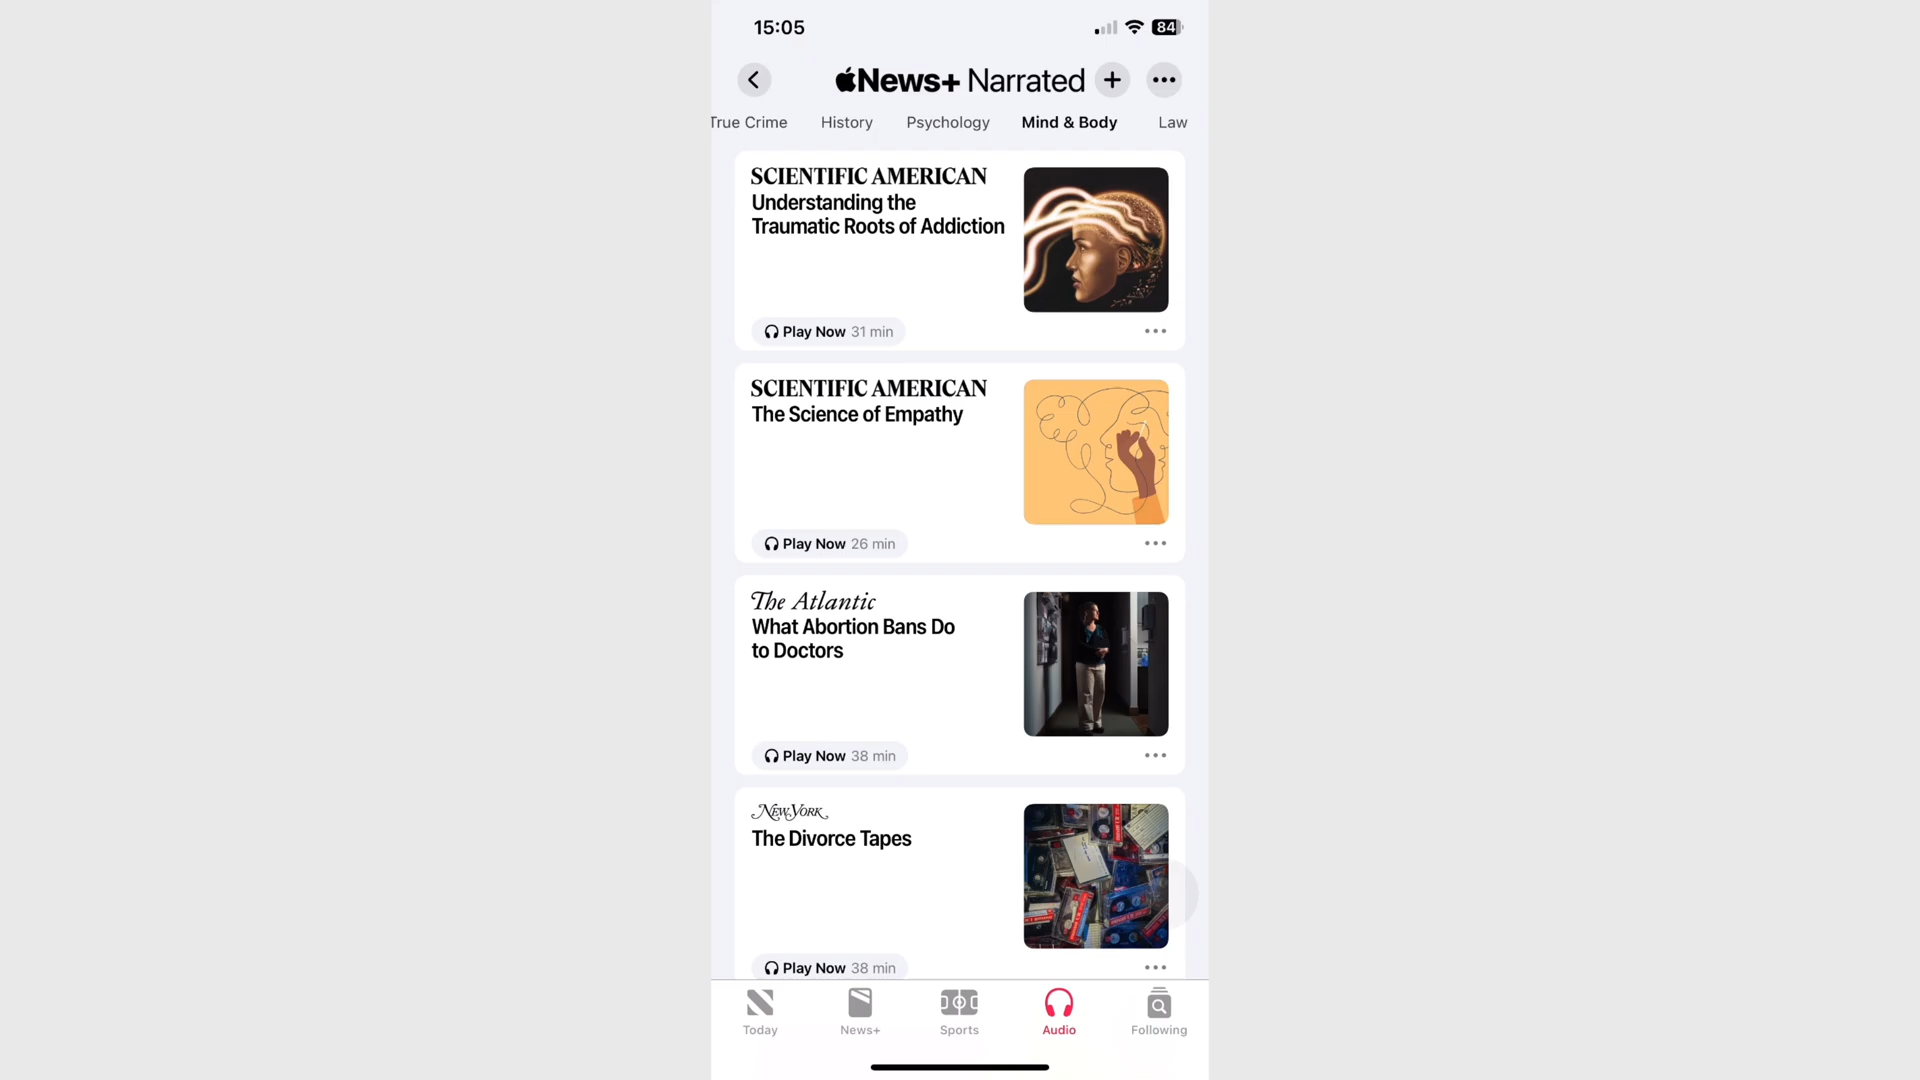 15:05
84
News+ Narrated
True Crime History Psychology Mind & Body Law
SCIENTIFIC AMERICAN
Understanding the
Traumatic Roots of Addiction
Play Now 31 min
SCIENTIFIC AMERICAN
The Science of Empathy
Play Now 26 min
The Atlantic
What Abortion Bans Do
to Doctors
Play Now 38 min
NEW YORK
The Divorce Tapes
Play Now 38 min
Today News+ Sports Audio Following